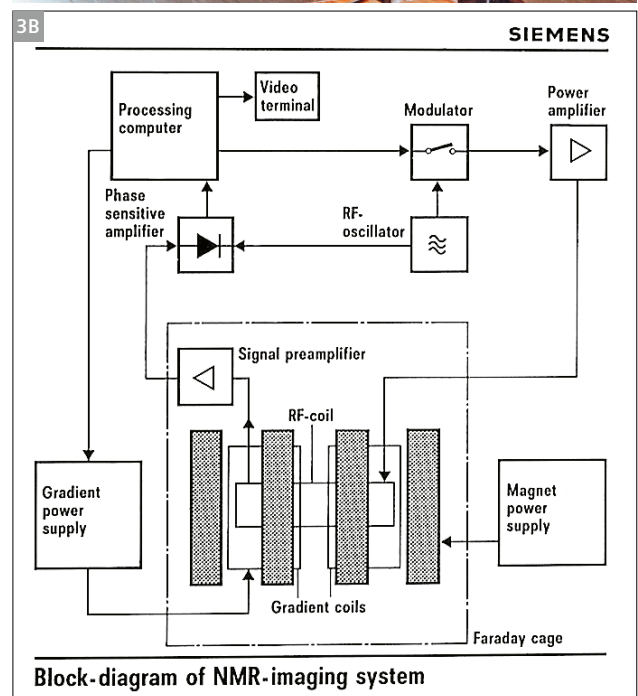 3B
SIEMENS
Video
terminal
Processing
computer
Modulator
Power
amplifier
Phase
sensitive
amplifier
RF-
oscillator
Signal preamplifier
RF-coil
Gradient
power
supply
Magnet
power
supply
Gradient coils
Faraday cage
Block-diagram of NMR-imaging system